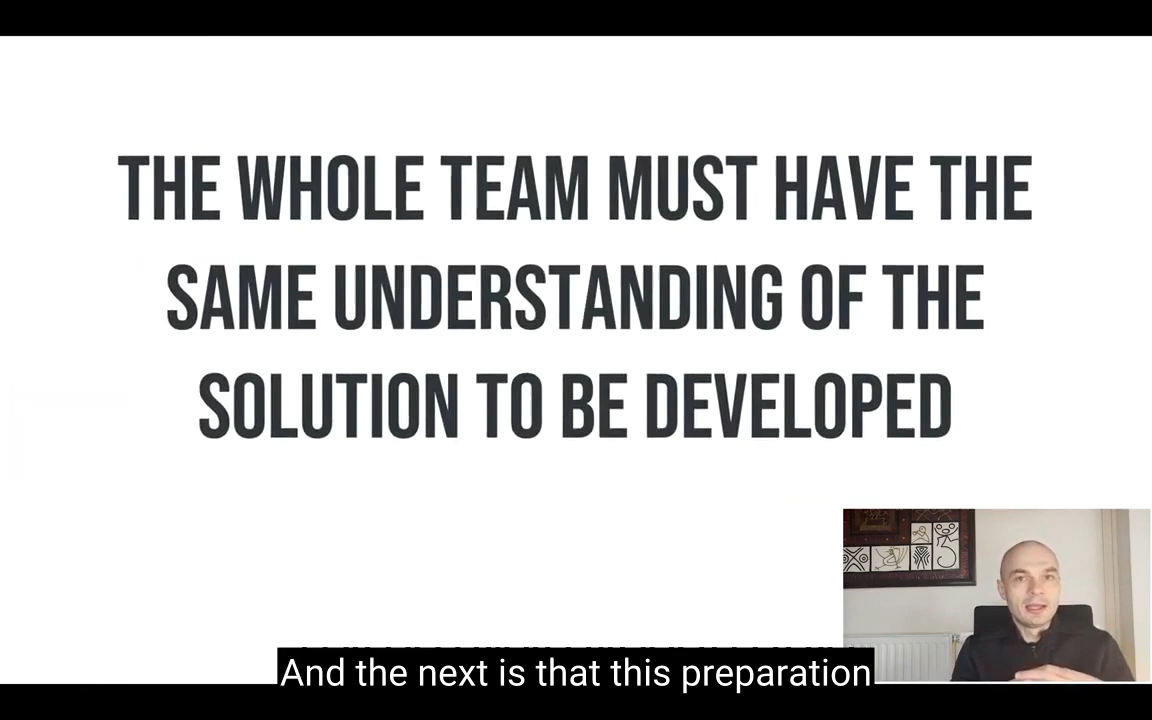 THE WHOLE TEAM MUST HAVE THE
SAME UNDERSTANDING OF THE
SOLUTION TO BE DEVELOPED
And the next is that this preparation